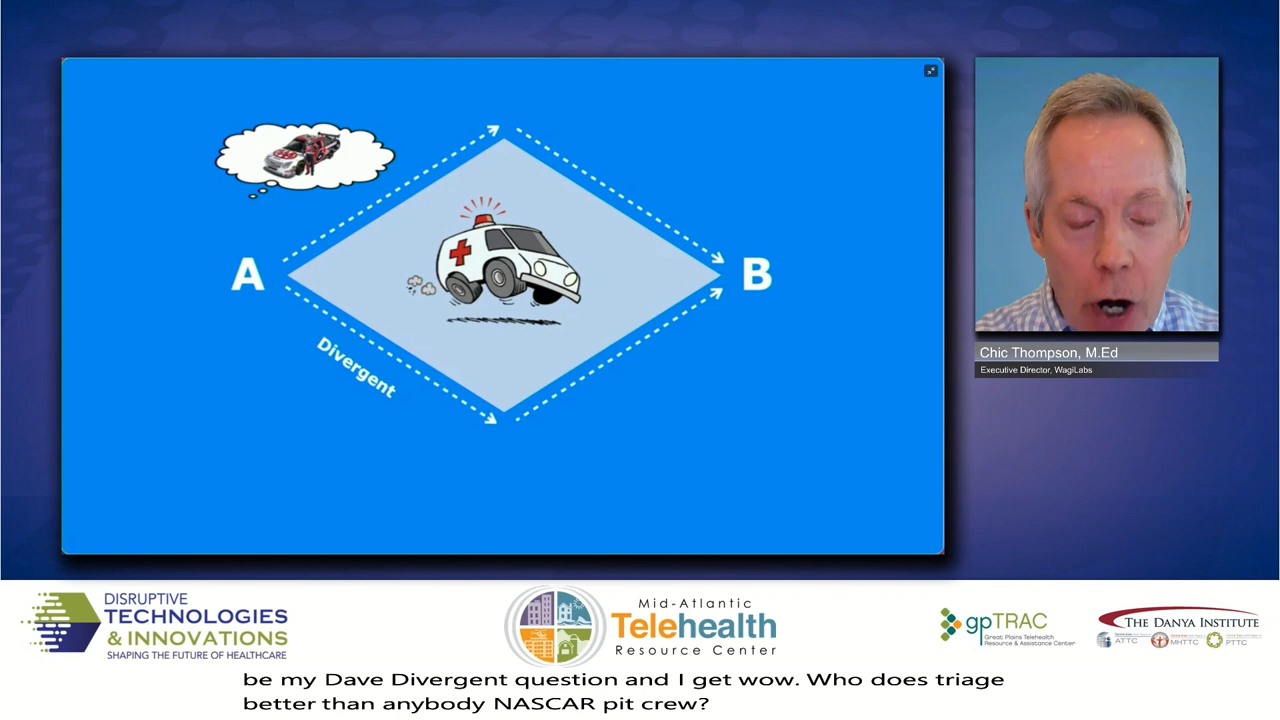 A
B
Divergent
Chic Thompson, M.Ed
Executive Director, WagiLabs
DISRUPTIVE
TECHNOLOGIES
& INNOVATIONS
SHAPING THE FUTURE OF HEALTHCARE
Mid-Atlantic
Telehealth
Resource Center
gpTRAC
Great Plains Telehealth
Resource & Assistance Center
THE DANYA INSTITUTE
ATTC
MHTTC
PTTC
be my Dave Divergent question and I get wow. Who does triage
better than anybody NASCAR pit crew?